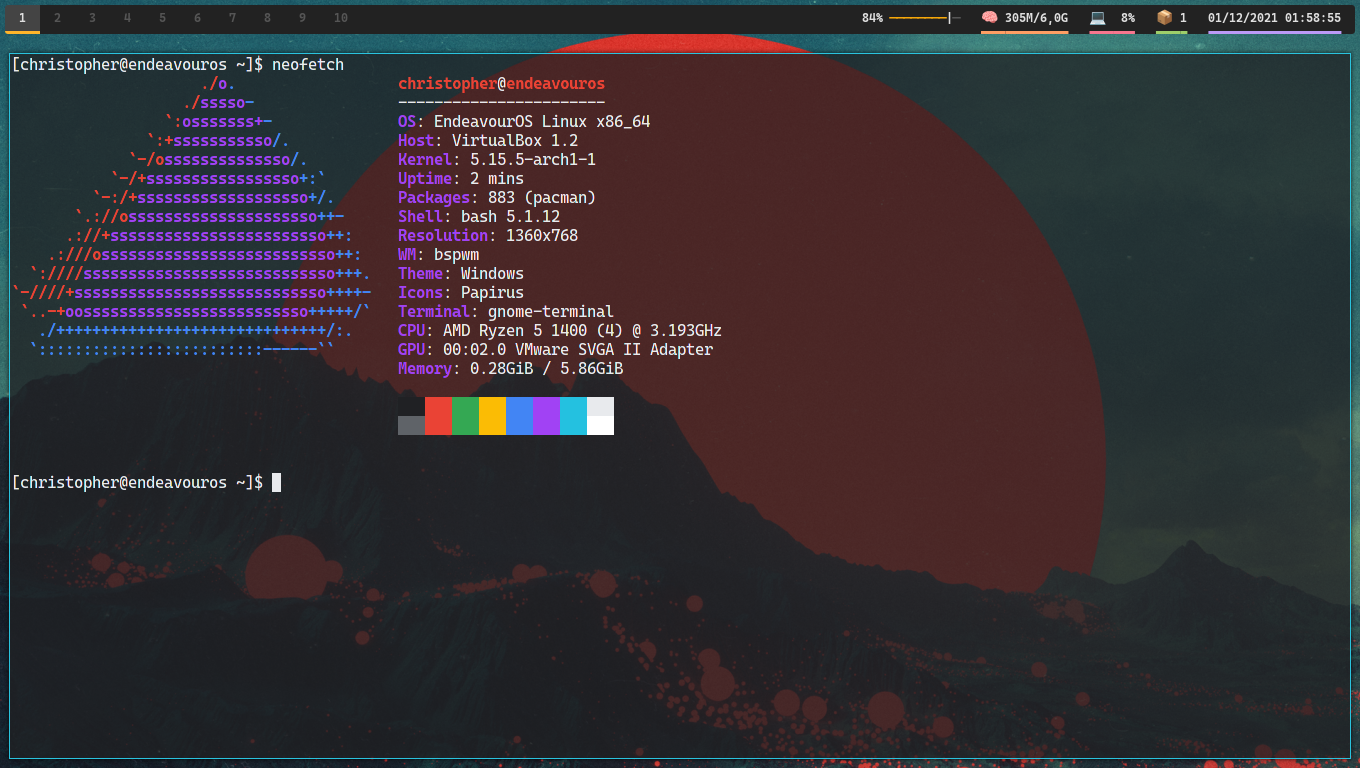 1 2 3 4 5 6 7 8 9 10 84% 🧠 305M/6,0G 💻 8% 📦 1 01/12/2021 01:58:55
[christopher@endeavouros ~]$ neofetch
./o. christopher@endeavouros
./sssso- -----------------------
`:osssssss+- OS: EndeavourOS Linux x86_64
`:+sssssssssso/. Host: VirtualBox 1.2
`-/ossssssssssssso/. Kernel: 5.15.5-arch1-1
`-/+sssssssssssssssso+:` Uptime: 2 mins
`-:/+sssssssssssssssssso+/. Packages: 883 (pacman)
`.://osssssssssssssssssssso++- Shell: bash 5.1.12
.://+ssssssssssssssssssssssso++: Resolution: 1360x768
.:///ossssssssssssssssssssssssso++: WM: bspwm
`:////ssssssssssssssssssssssssssso+++. Theme: Windows
`-////+ssssssssssssssssssssssssssso++++- Icons: Papirus
`..-+oosssssssssssssssssssssssso+++++/` Terminal: gnome-terminal
./++++++++++++++++++++++++++++++/:. CPU: AMD Ryzen 5 1400 (4) @ 3.193GHz
`:::::::::::::::::::::::::------`` GPU: 00:02.0 VMware SVGA II Adapter
Memory: 0.28GiB / 5.86GiB
[christopher@endeavouros ~]$